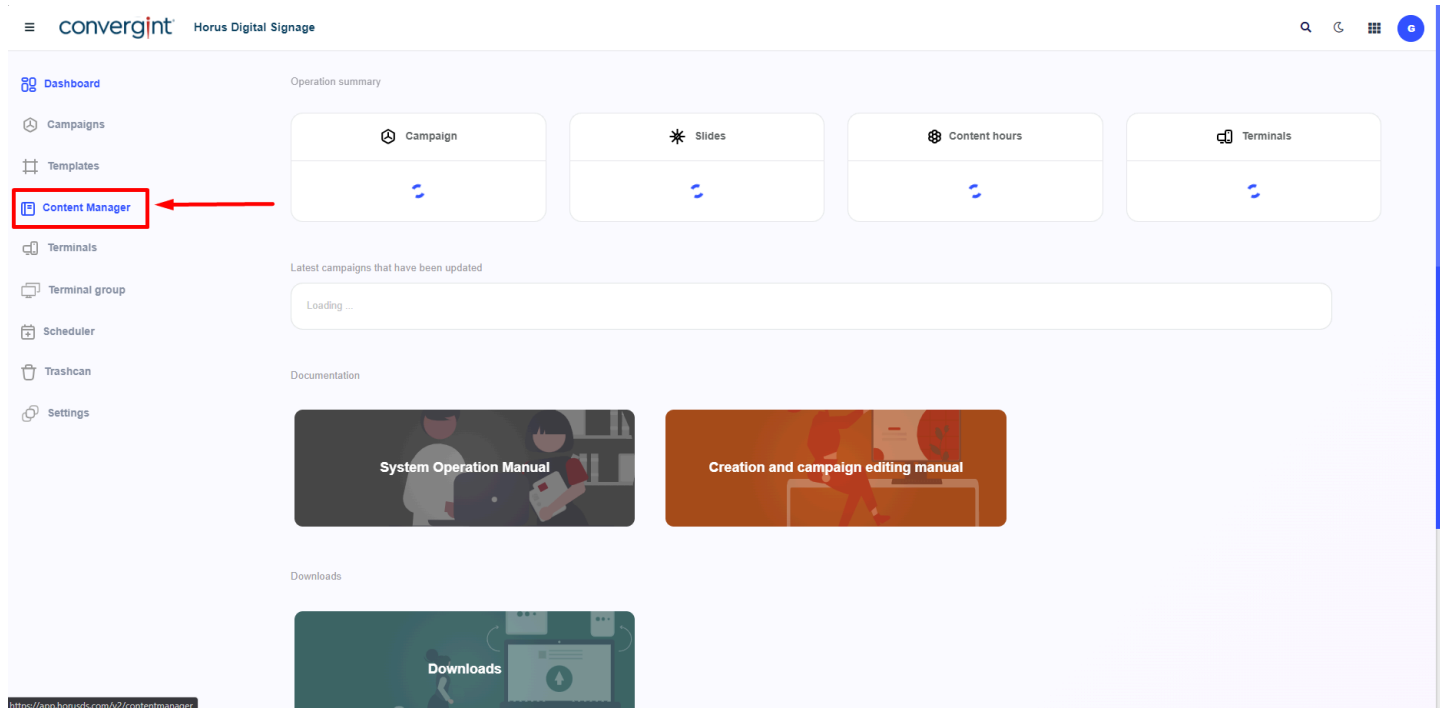 convergint Horus Digital Signage G
Dashboard
Campaigns
Templates
Content Manager
Terminals
Terminal group
Scheduler
Trashcan
Settings
Operation summary
Campaign
Slides
Content hours
Terminals
Latest campaigns that have been updated
Loading ...
Documentation
System Operation Manual
Creation and campaign editing manual
Downloads
Downloads
https://app.horusds.com/v2/contentmanager